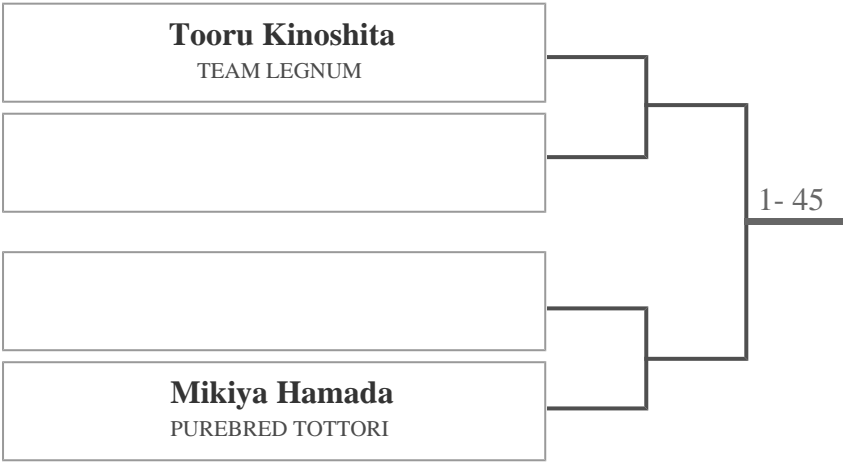 Tooru Kinoshita
TEAM LEGNUM
1- 45
Mikiya Hamada
PUREBRED TOTTORI